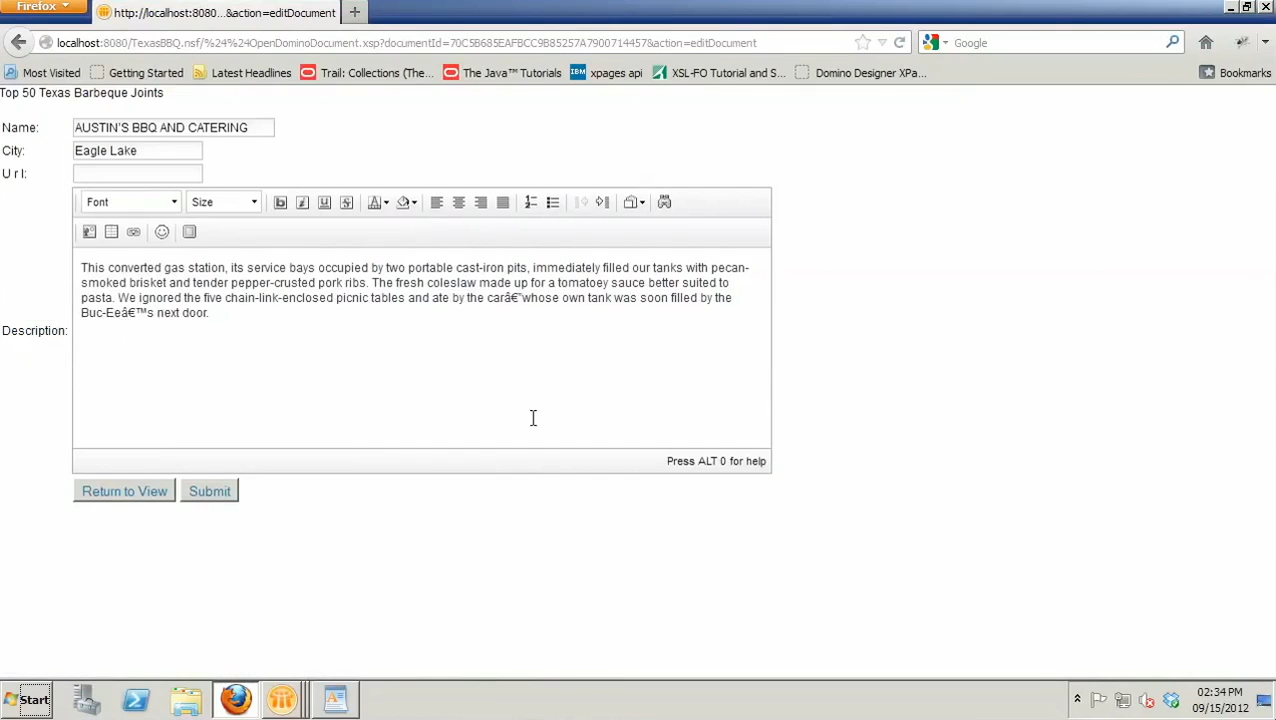 Firefox
http://localhost:8080/...&action=editDocument
localhost:8080/TexasBBQ.nsf/%24%24OpenDominoDocument.xsp?documentId=70C5B685EAFBCC9B85257A7900714457&action=editDocument
Google
Most Visited
Getting Started
Latest Headlines
Trail: Collections (The...
The Java™ Tutorials
IBM
xpages api
XSL-FO Tutorial and S...
Domino Designer XPa...
Bookmarks
Top 50 Texas Barbeque Joints
Name: AUSTIN'S BBQ AND CATERING
City: Eagle Lake
U r l:
Font
Size
This converted gas station, its service bays occupied by two portable cast-iron pits, immediately filled our tanks with pecan-
smoked brisket and tender pepper-crusted pork ribs. The fresh coleslaw made up for a tomatoey sauce better suited to
pasta. We ignored the five chain-link-enclosed picnic tables and ate by the carâ€"whose own tank was soon filled by the
Buc-Eeâ€™s next door.
Description:
Press ALT 0 for help
Return to View
Submit
Start
02:34 PM
09/15/2012